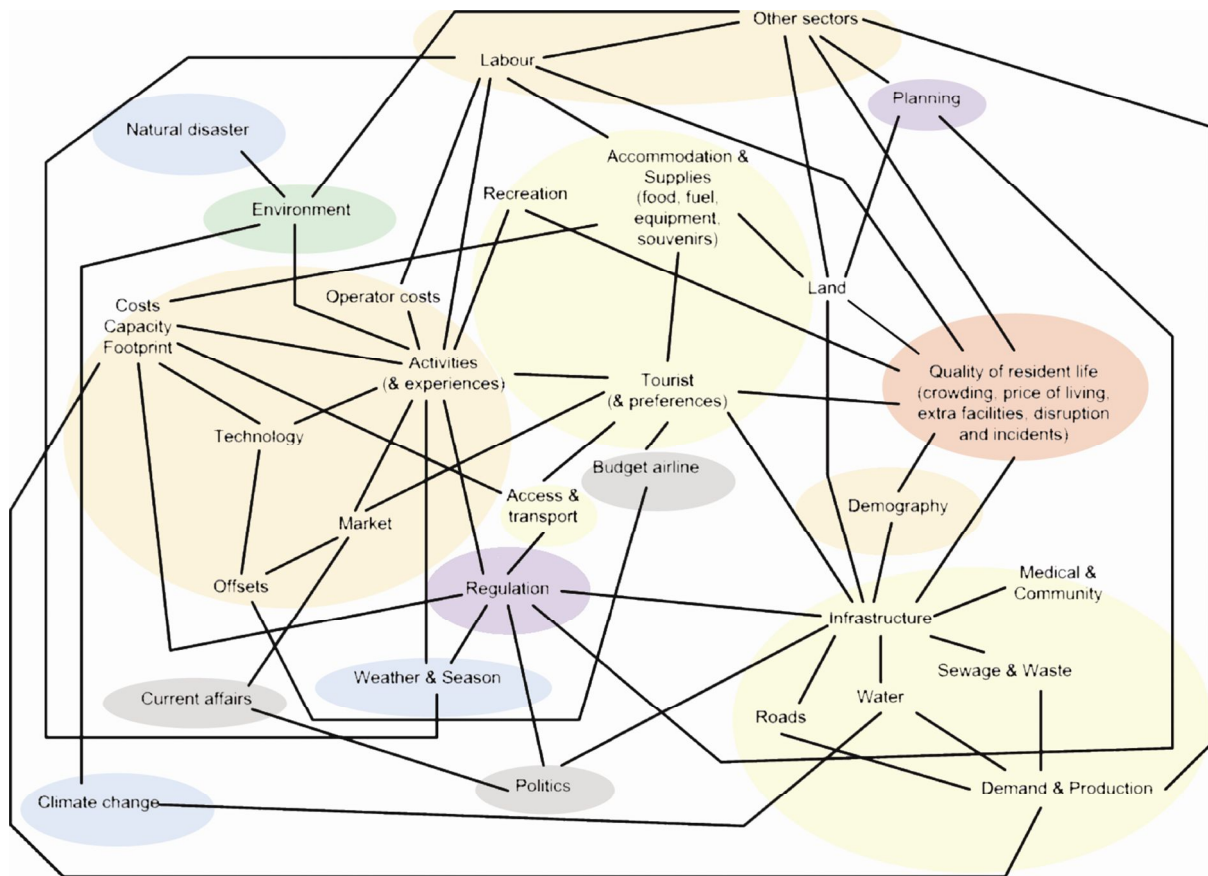 Other sectors
Labour
Planning
Natural disaster
Accommodation &
Supplies
(food, fuel,
equipment,
souvenirs)
Recreation
Environment
Land
Operator costs
Costs
Capacity
Footprint
Activities
(& experiences)
Tourist
(& preferences)
Quality of resident life
(crowding, price of living,
extra facilities, disruption
and incidents)
Technology
Budget airline
Access &
transport
Demography
Market
Offsets
Regulation
Medical &
Community
Infrastructure
Weather & Season
Sewage & Waste
Current affairs
Water
Roads
Politics
Demand & Production
Climate change